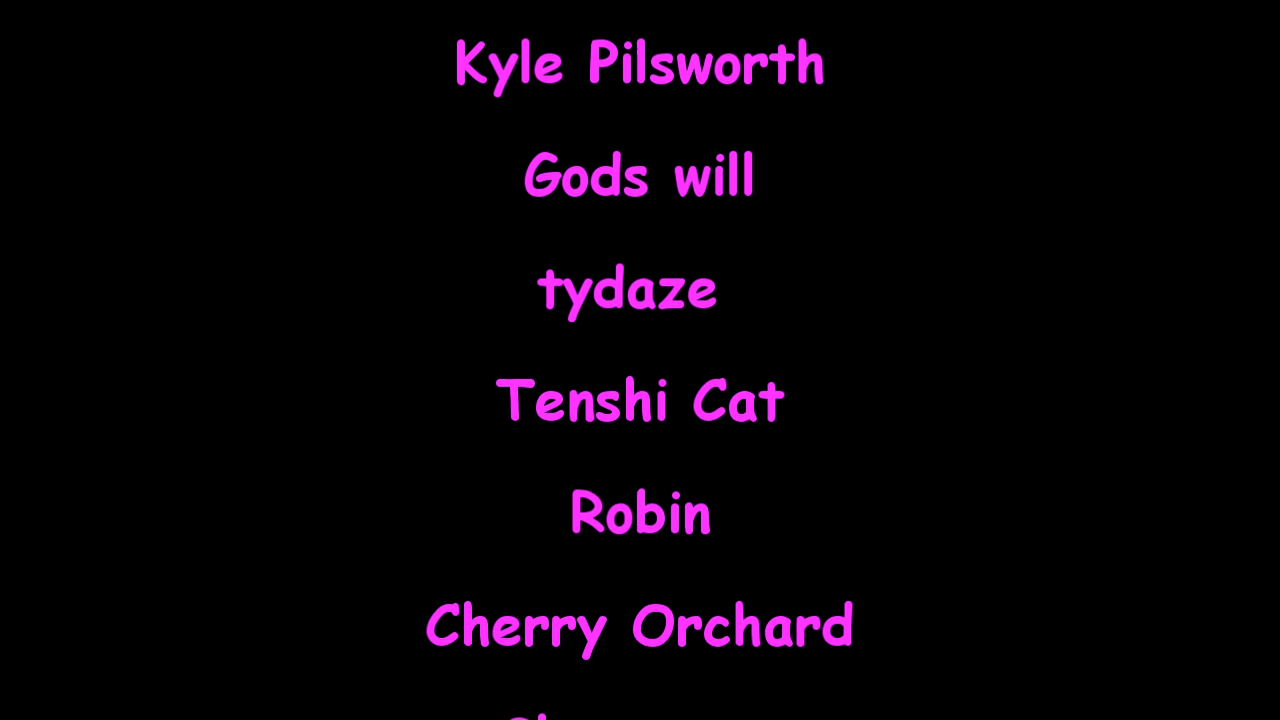 Kyle Pilsworth
Gods will
tydaze
Tenshi Cat
Robin
Cherry Orchard